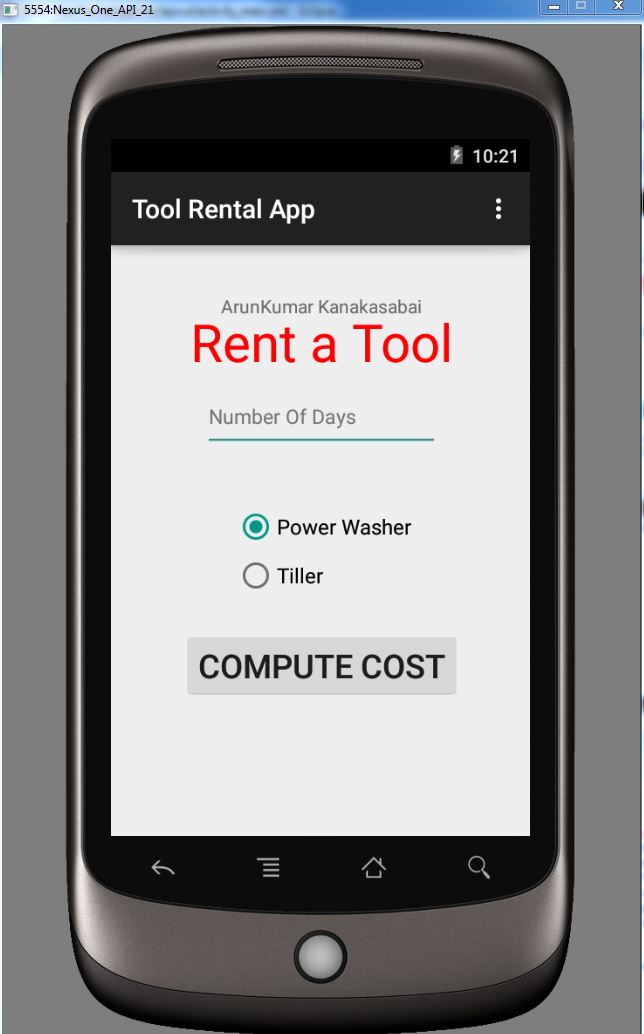 5554:Nexus_One_API_21
10:21
Tool Rental App
ArunKumar Kanakasabai
Rent a Tool
Number Of Days
Power Washer
Tiller
COMPUTE COST